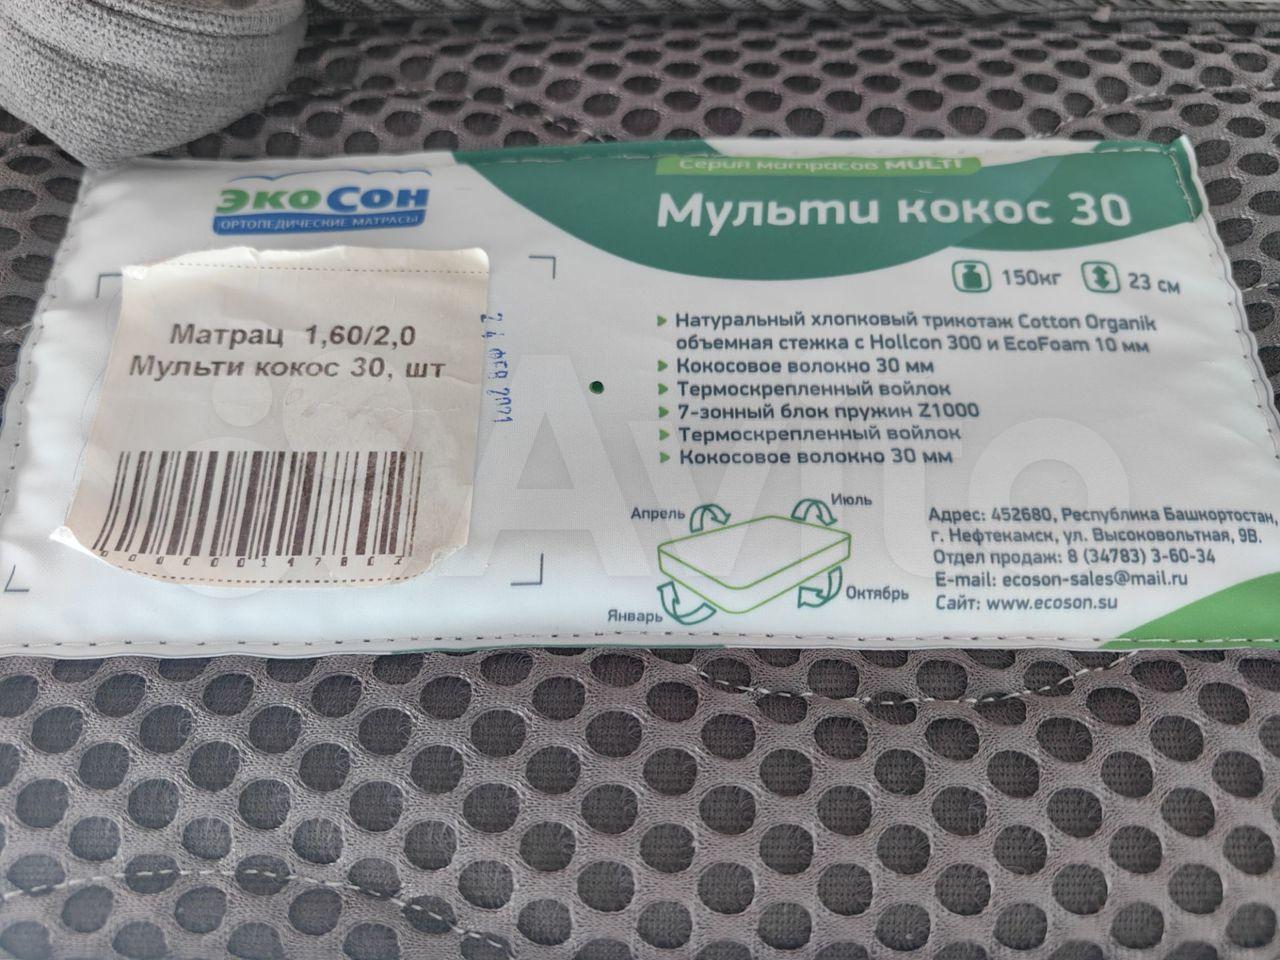 ЭКОСОН
ОРТОПЕДИЧЕСКИЕ МАТРАСЫ
Матрац 1,60/2,0
Мульти кокос 30, шт
24 ФЕВ 2021
Серия матрасов MULTI
Мульти кокос 30
150кг
23 см
Натуральный хлопковый трикотаж Cotton Organik
объемная стежка с Hollcon 300 и EcoFoam 10 мм
Кокосовое волокно 30 мм
Термоскрепленный войлок
7-зонный блок пружин Z1000
Термоскрепленный войлок
Кокосовое волокно 30 мм
Апрель
Июль
Январь
Октябрь
Адрес: 452680, Республика Башкортостан,
г. Нефтекамск, ул. Высоковольтная, 9В.
Отдел продаж: 8 (34783) 3-60-34
E-mail: ecoson-sales@mail.ru
Сайт: www.ecoson.su
Avito